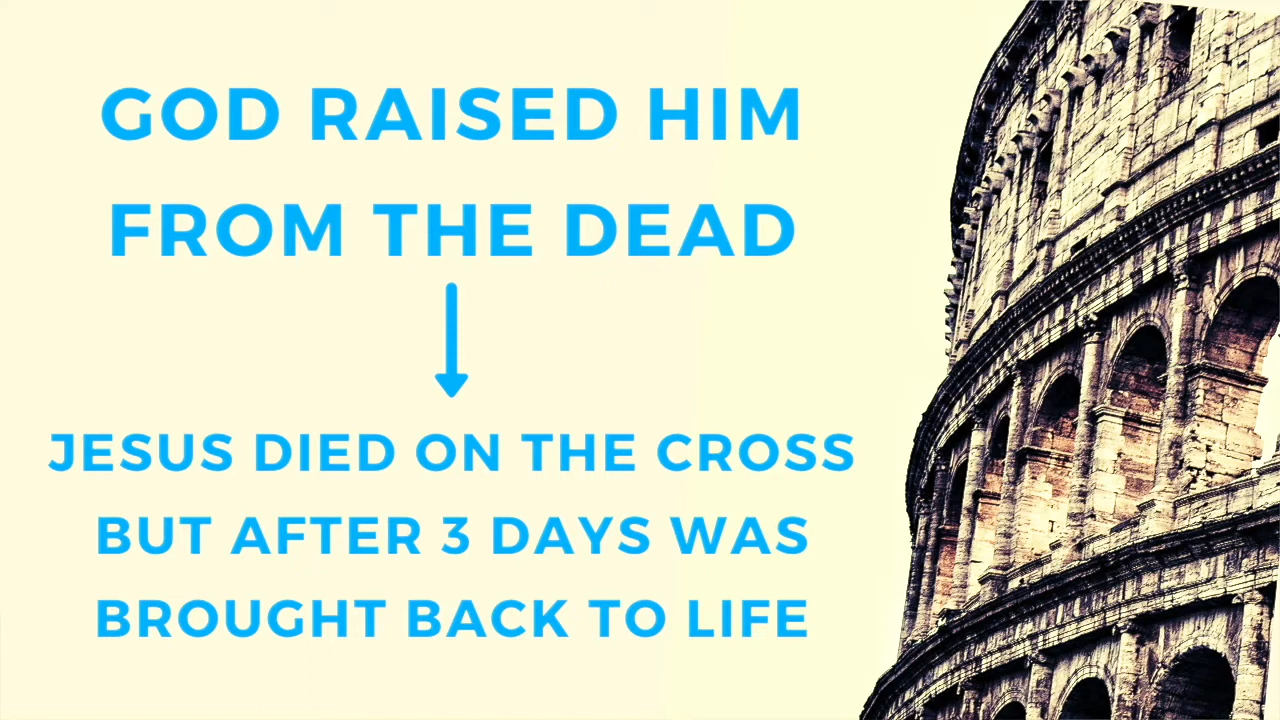 GOD RAISED HIM
FROM THE DEAD
JESUS DIED ON THE CROSS
BUT AFTER 3 DAYS WAS
BROUGHT BACK TO LIFE